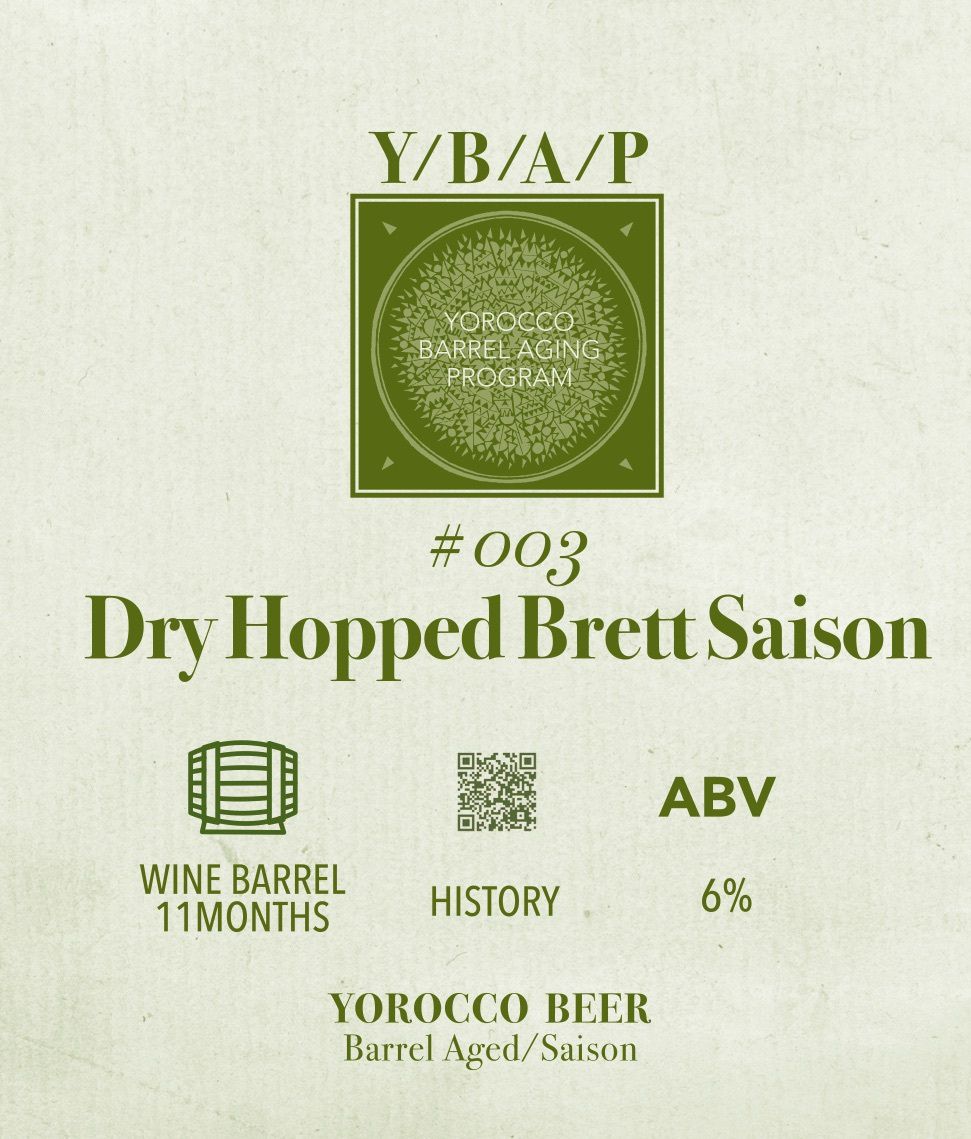 Y/B/A/P
YOROCCO
BARREL AGING
PROGRAM
#003
Dry Hopped Brett Saison
WINE BARREL
11MONTHS
HISTORY
ABV
6%
YOROCCO BEER
Barrel Aged/Saison